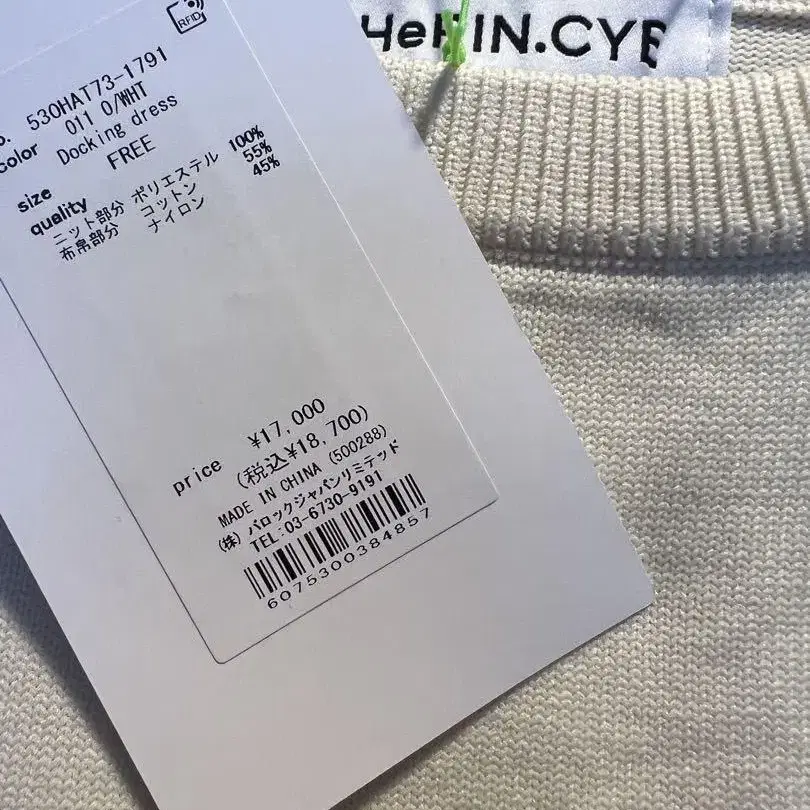 HeRIN.CYE
RFID
o. 530HAT73-1791
color 011 O/WHT
Docking dress
size FREE
quality
ニット部分 ポリエステル 100%
布帛部分 コットン 55%
ナイロン 45%
price ¥17,000
(税込¥18,700)
MADE IN CHINA (500288)
(株) バロックジャパンリミテッド
TEL:03-6730-9191
6075300384857